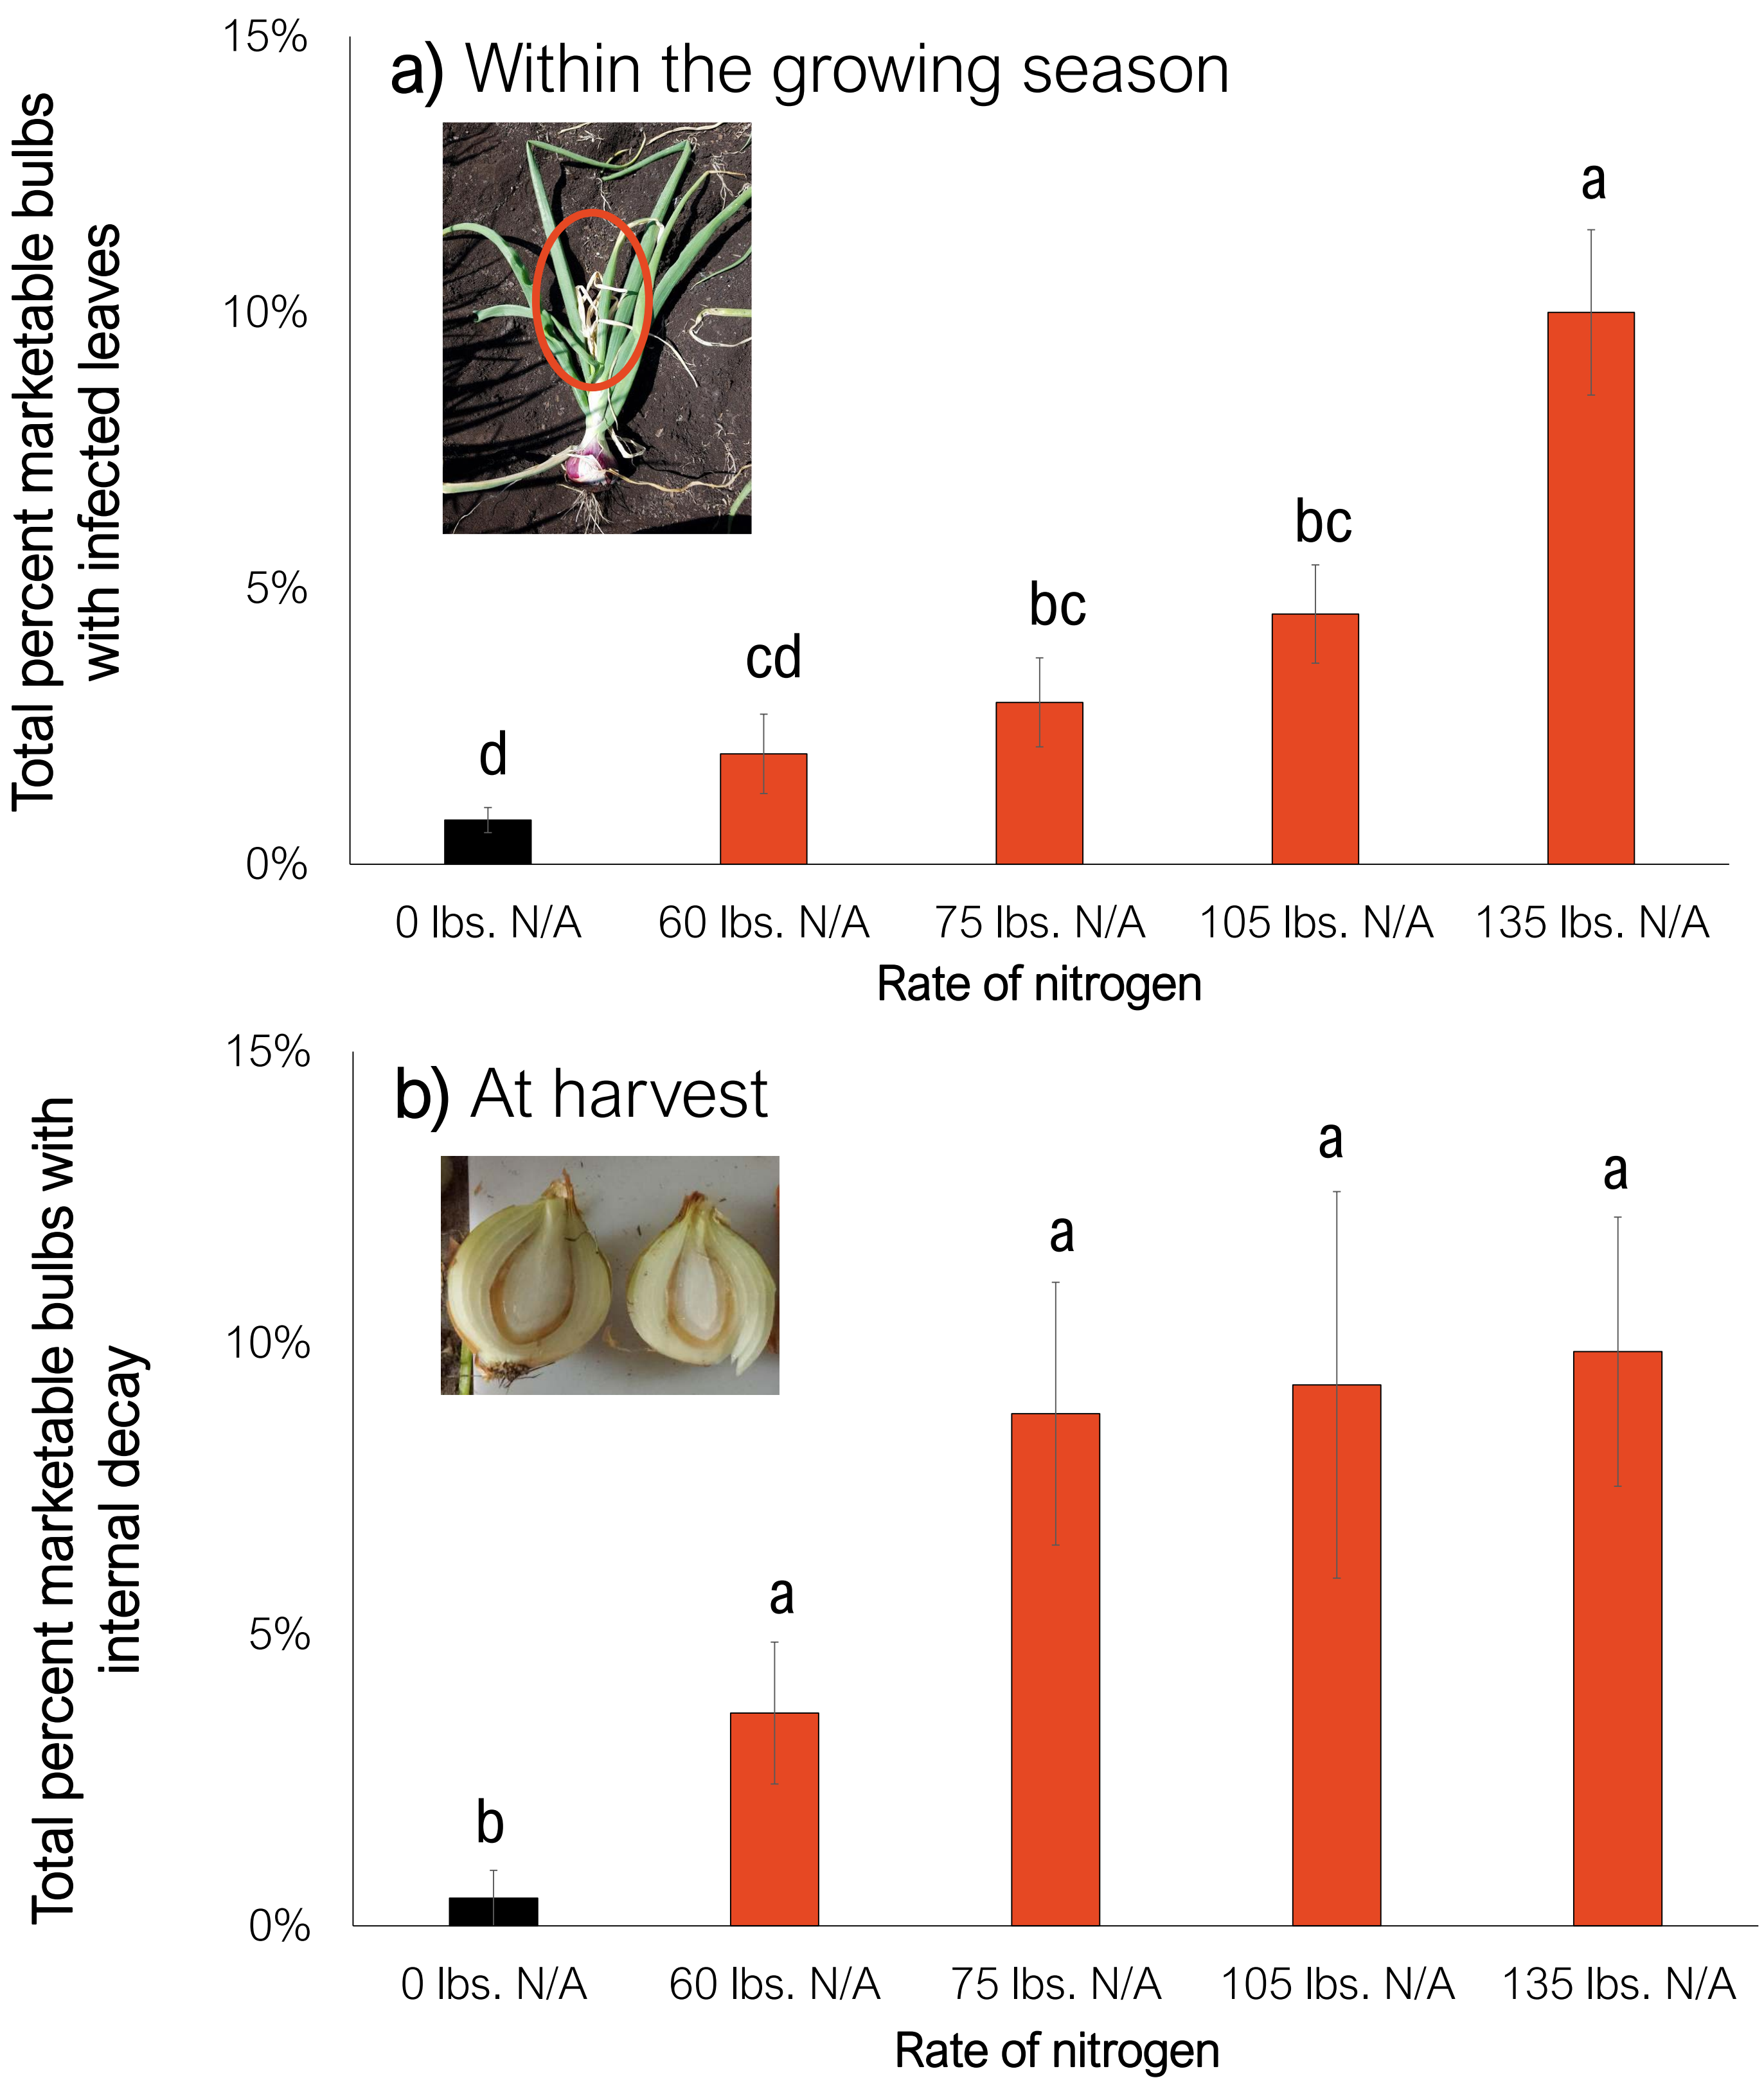 15%
a) Within the growing season
10%
5%
0%
Total percent marketable bulbs
with infected leaves
a
bc
bc
cd
d
0 lbs. N/A 60 lbs. N/A 75 lbs. N/A 105 lbs. N/A 135 lbs. N/A
Rate of nitrogen
15%
b) At harvest
10%
5%
0%
Total percent marketable bulbs with
internal decay
a
a
a
a
b
0 lbs. N/A 60 lbs. N/A 75 lbs. N/A 105 lbs. N/A 135 lbs. N/A
Rate of nitrogen